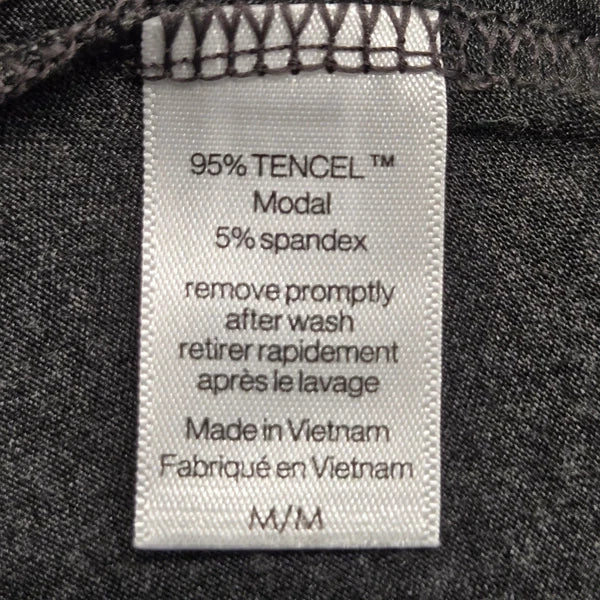 95% TENCEL™
Modal
5% spandex
remove promptly
after wash
retirer rapidement
après le lavage
Made in Vietnam
Fabriqué en Vietnam
M/M